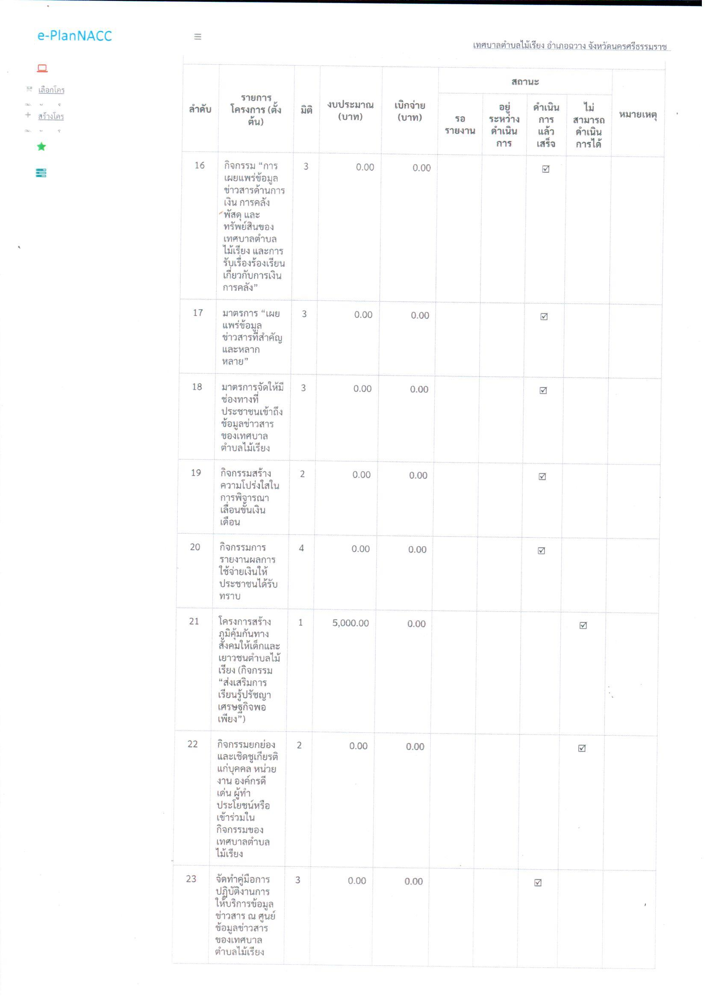 e-PlanNACC
เทศบาลตำบลไม้เรียง อำเภอฉวาง จังหวัดนครศรีธรรมราช
เลือกโคร
สร้างโคร
ลำดับ
รายการ
โครงการ (ตั้ง
ต้น)
มิติ
งบประมาณ
(บาท)
เบิกจ่าย
(บาท)
สถานะ
รอ
รายงาน
อยู่
ระหว่าง
ดำเนิน
การ
ดำเนิน
การ
แล้ว
เสร็จ
ไม่
สามารถ
ดำเนิน
การได้
หมายเหตุ
16 กิจกรรม “การ 3 0.00 0.00 ☑
เผยแพร่ข้อมูล
ข่าวสารด้านการ
เงิน การคลัง
พัสดุ และ
ทรัพย์สินของ
เทศบาลตำบล
ไม้เรียง และการ
รับเรื่องร้องเรียน
เกี่ยวกับการเงิน
การคลัง”
17 มาตรการ “เผย 3 0.00 0.00 ☑
แพร่ข้อมูล
ข่าวสารที่สำคัญ
และหลาก
หลาย”
18 มาตรการจัดให้มี 3 0.00 0.00 ☑
ช่องทางที่
ประชาชนเข้าถึง
ข้อมูลข่าวสาร
ของเทศบาล
ตำบลไม้เรียง
19 กิจกรรมสร้าง 2 0.00 0.00 ☑
ความโปร่งใสใน
การพิจารณา
เลื่อนขั้นเงิน
เดือน
20 กิจกรรมการ 4 0.00 0.00 ☑
รายงานผลการ
ใช้จ่ายเงินให้
ประชาชนได้รับ
ทราบ
21 โครงการสร้าง 1 5,000.00 0.00 ☑
ภูมิคุ้มกันทาง
สังคมให้เด็กและ
เยาวชนตำบลไม้
เรียง (กิจกรรม
“ส่งเสริมการ
เรียนรู้ปรัชญา
เศรษฐกิจพอ
เพียง”)
22 กิจกรรมยกย่อง 2 0.00 0.00 ☑
และเชิดชูเกียรติ
แก่บุคคล หน่วย
งาน องค์กรดี
เด่น ผู้ทำ
ประโยชน์หรือ
เข้าร่วมใน
กิจกรรมของ
เทศบาลตำบล
ไม้เรียง
23 จัดทำคู่มือการ 3 0.00 0.00 ☑
ปฏิบัติงานการ
ให้บริการข้อมูล
ข่าวสาร ณ ศูนย์
ข้อมูลข่าวสาร
ของเทศบาล
ตำบลไม้เรียง